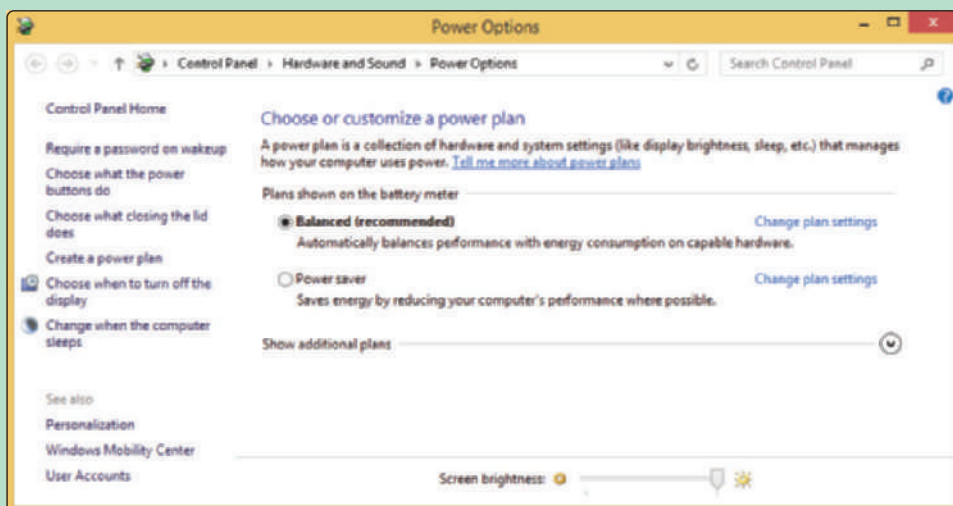 Power Options
Control Panel Hardware and Sound Power Options
Search Control Panel
Control Panel Home
Require a password on wakeup
Choose what the power
buttons do
Choose what closing the lid
does
Create a power plan
Choose when to turn off the
display
Change when the computer
sleeps
See also
Personalization
Windows Mobility Center
User Accounts
Choose or customize a power plan
A power plan is a collection of hardware and system settings (like display brightness, sleep, etc.) that manages
how your computer uses power. Tell me more about power plans
Plans shown on the battery meter
Balanced (recommended) Change plan settings
Automatically balances performance with energy consumption on capable hardware.
Power saver Change plan settings
Saves energy by reducing your computer's performance where possible.
Show additional plans
Screen brightness: